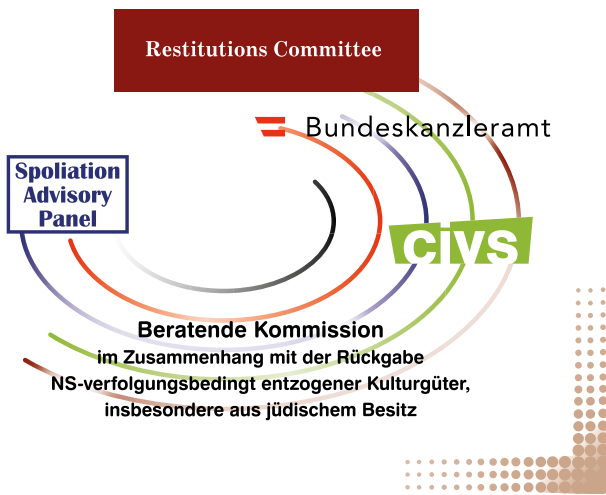 Restitutions Committee
Bundeskanzleramt
Spoliation
Advisory
Panel
civs
Beratende Kommission
im Zusammenhang mit der Rückgabe
NS-verfolgungsbedingt entzogener Kulturgüter,
insbesondere aus jüdischem Besitz